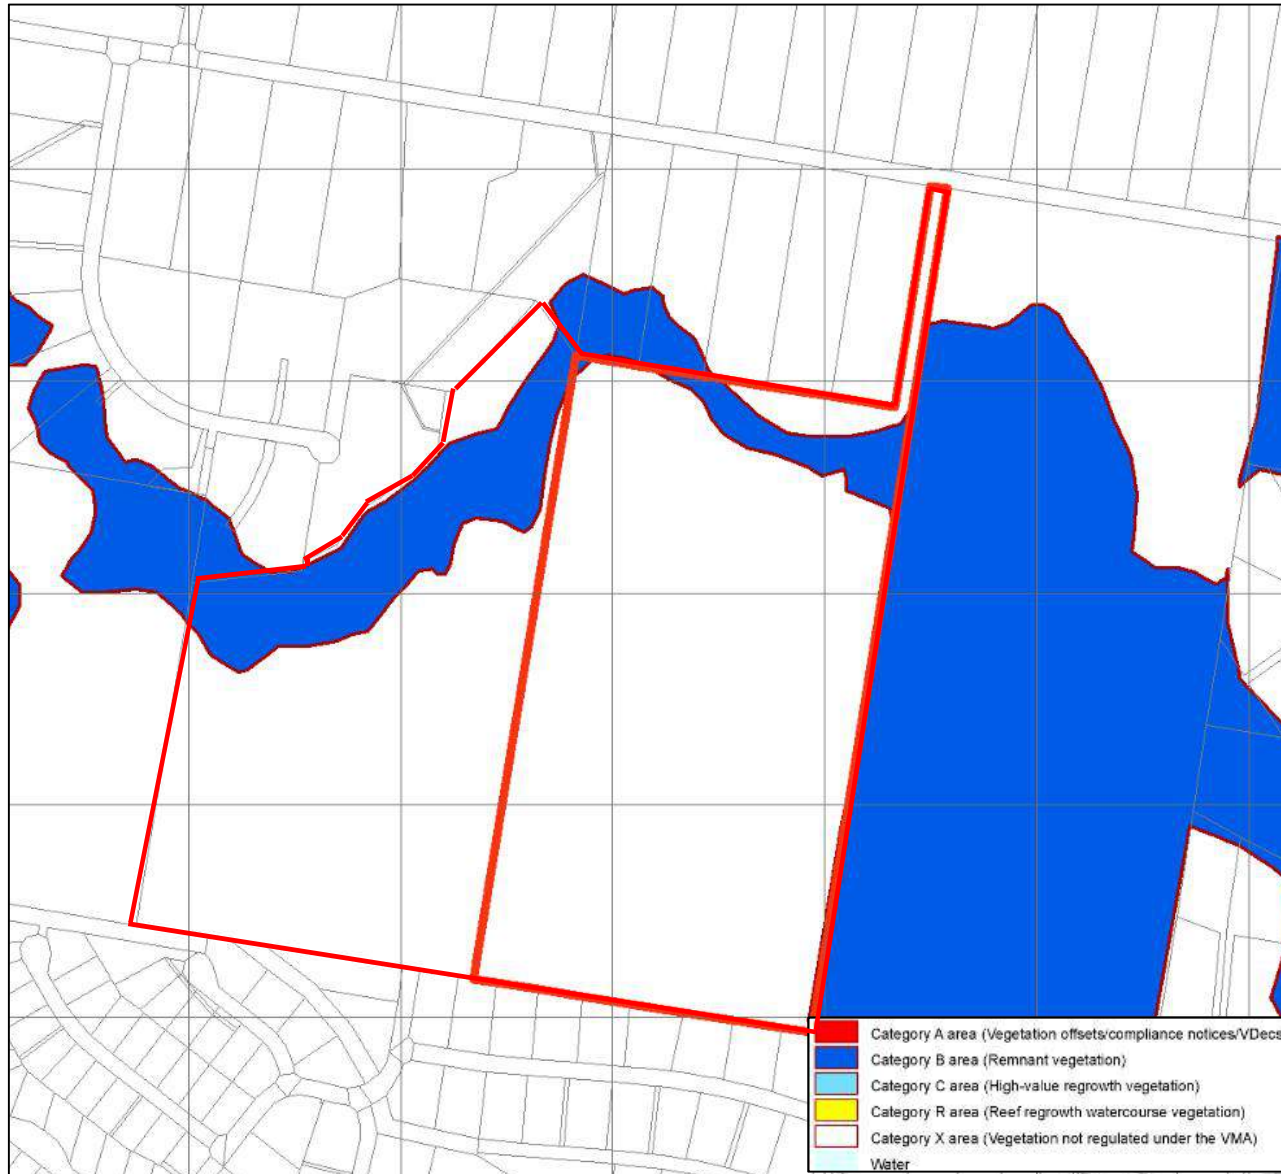 Category A area (Vegetation offsets/compliance notices/VDecs
Category B area (Remnant vegetation)
Category C area (High-value regrowth vegetation)
Category R area (Reef regrowth watercourse vegetation)
Category X area (Vegetation not regulated under the VMA)
Water